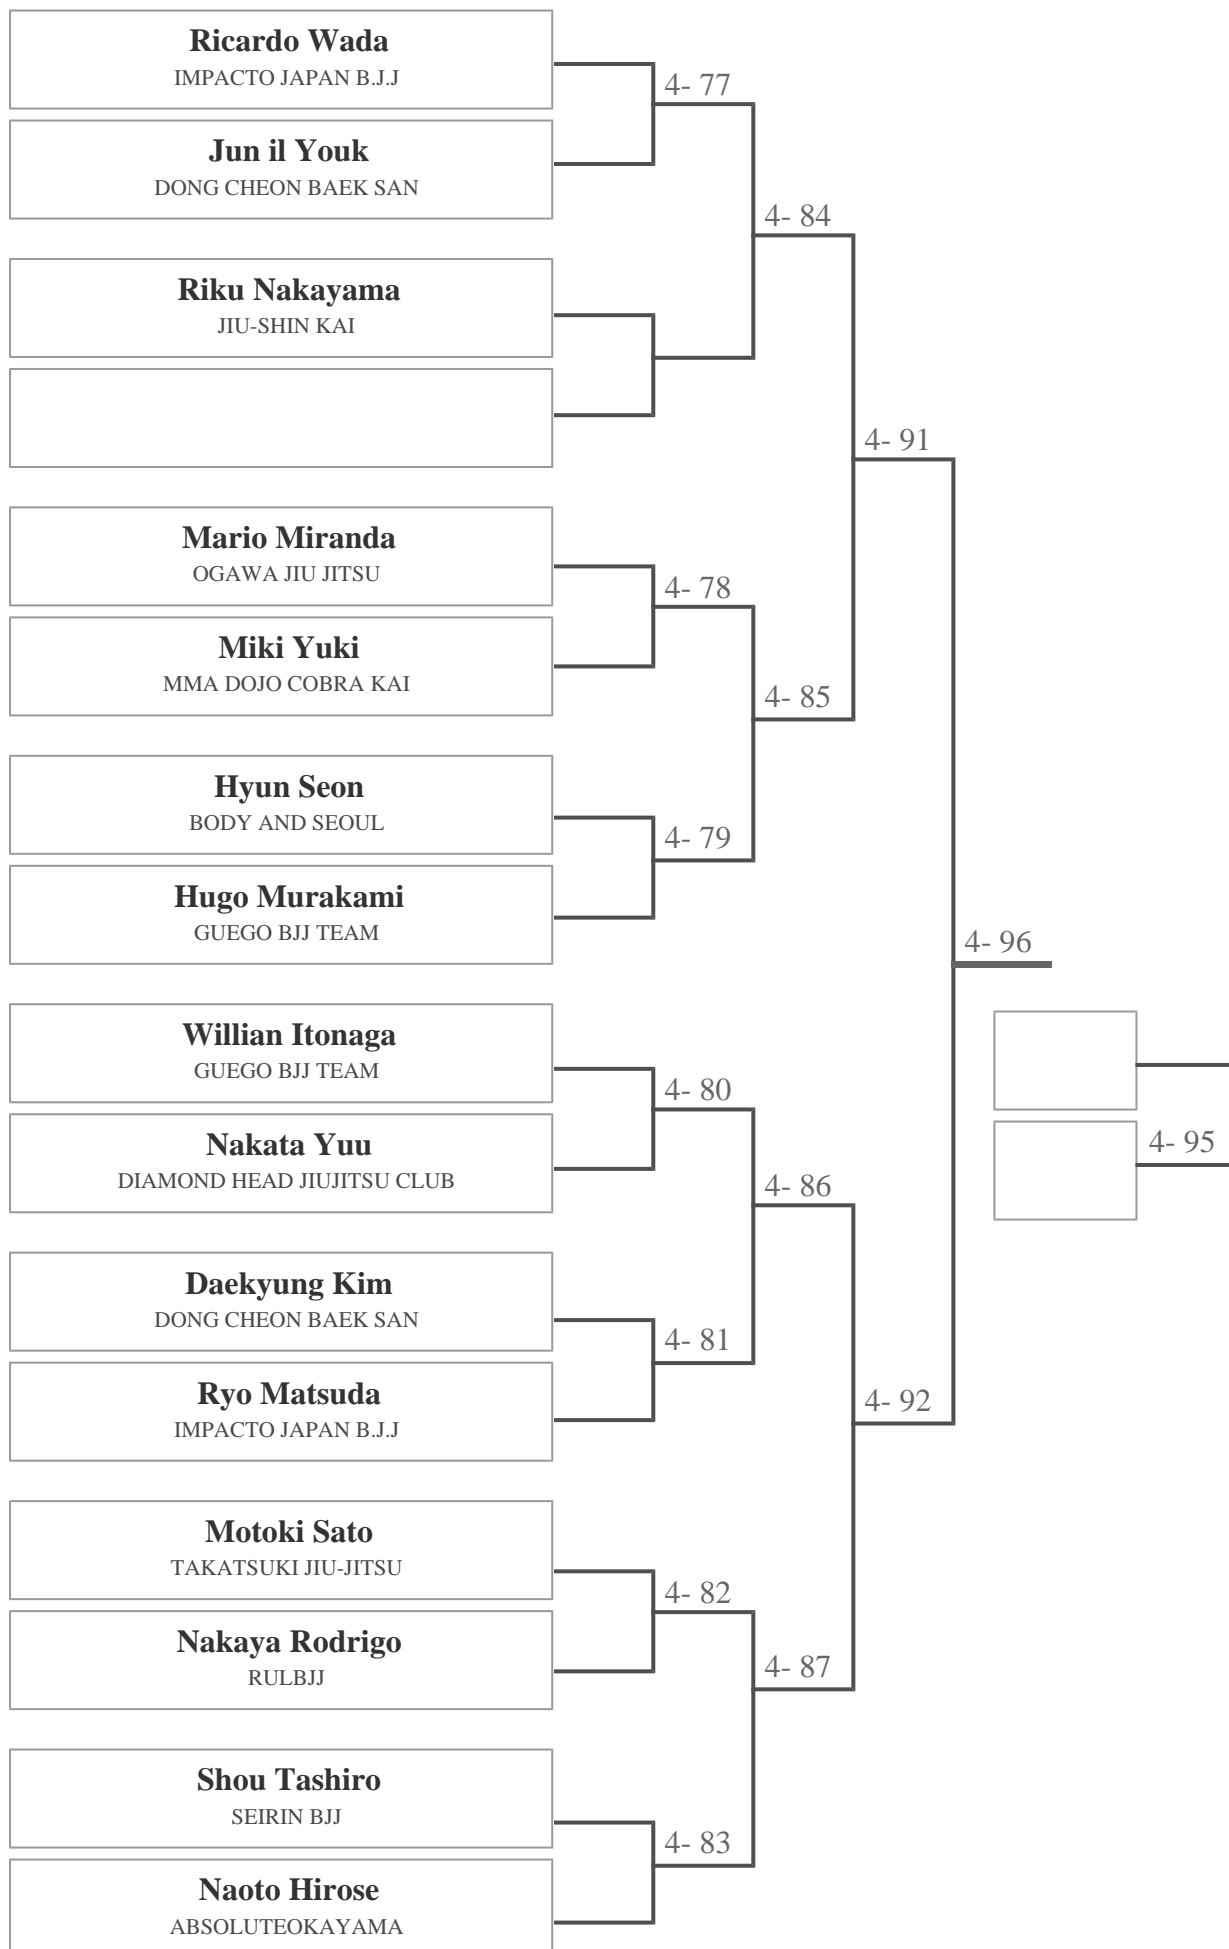 Ricardo Wada
IMPACTO JAPAN B.J.J
4- 77
Jun il Youk
DONG CHEON BAEK SAN
4- 84
Riku Nakayama
JIU-SHIN KAI
4- 91
Mario Miranda
OGAWA JIU JITSU
4- 78
Miki Yuki
MMA DOJO COBRA KAI
4- 85
Hyun Seon
BODY AND SEOUL
4- 79
Hugo Murakami
GUEGO BJJ TEAM
4- 96
Willian Itonaga
GUEGO BJJ TEAM
4- 80
Nakata Yuu
DIAMOND HEAD JIUJITSU CLUB
4- 95
4- 86
Daekyung Kim
DONG CHEON BAEK SAN
4- 81
Ryo Matsuda
IMPACTO JAPAN B.J.J
4- 92
Motoki Sato
TAKATSUKI JIU-JITSU
4- 82
Nakaya Rodrigo
RULBJJ
4- 87
Shou Tashiro
SEIRIN BJJ
4- 83
Naoto Hirose
ABSOLUTEOKAYAMA